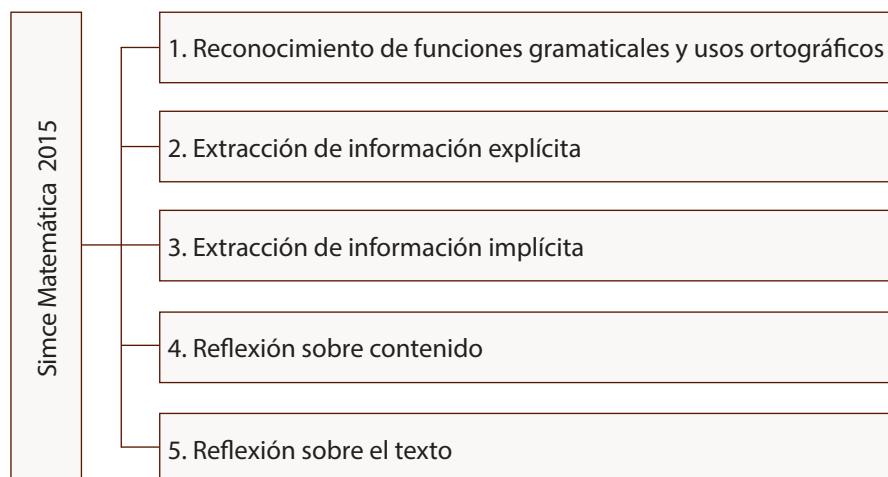 Simce Matemática 2015
1. Reconocimiento de funciones gramaticales y usos ortográficos
2. Extracción de información explícita
3. Extracción de información implícita
4. Reflexión sobre contenido
5. Reflexión sobre el texto